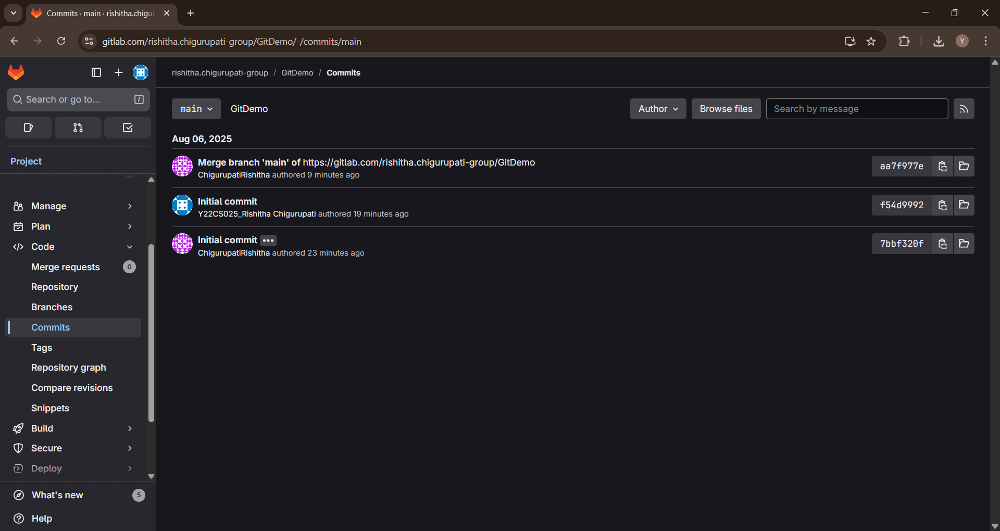 Commits · main · rishitha.chigur
gitlab.com/rishitha.chigurupati-group/GitDemo/-/commits/main
Y
Search or go to... /
Project
Manage
Plan
Code
Merge requests 0
Repository
Branches
Commits
Tags
Repository graph
Compare revisions
Snippets
Build
Secure
Deploy
What's new 5
Help
rishitha.chigurupati-group / GitDemo / Commits
main GitDemo Author Browse files Search by message
Aug 06, 2025
Merge branch 'main' of https://gitlab.com/rishitha.chigurupati-group/GitDemo
ChigurupatiRishitha authored 9 minutes ago
aa7f977e
Initial commit
Y22CS025_Rishitha Chigurupati authored 19 minutes ago
f54d9992
Initial commit •••
ChigurupatiRishitha authored 23 minutes ago
7bbf320f